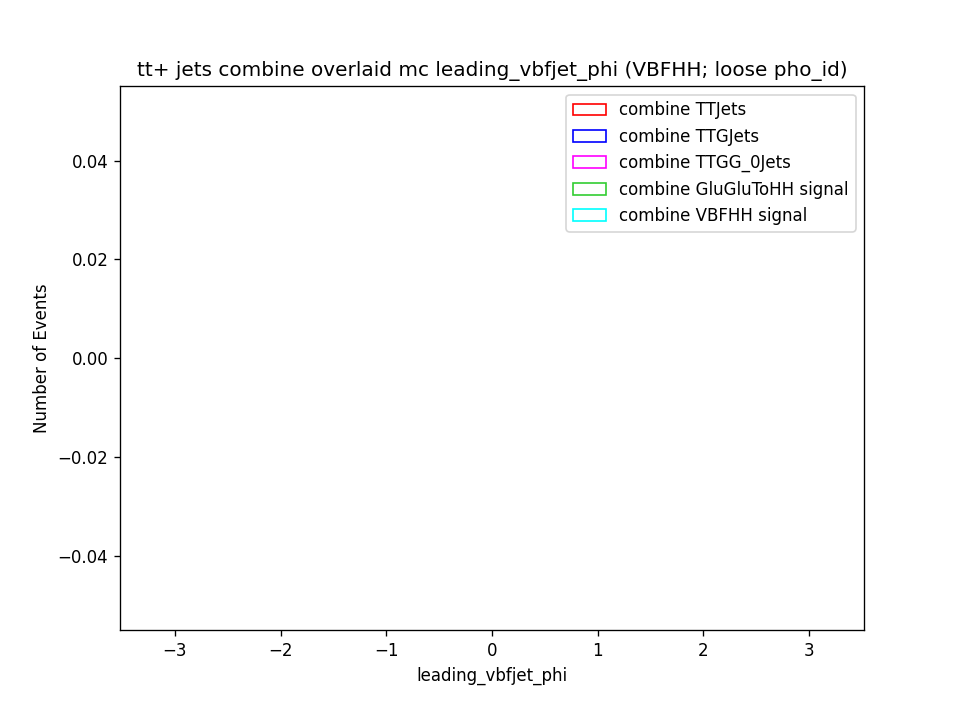 tt+ jets combine overlaid mc leading_vbfjet_phi (VBFHH; loose pho_id)
combine TTJets
combine TTGJets
combine TTGG_0Jets
combine GluGluToHH signal
combine VBFHH signal
0.04
0.02
0.00
−0.02
−0.04
Number of Events
−3 −2 −1 0 1 2 3
leading_vbfjet_phi